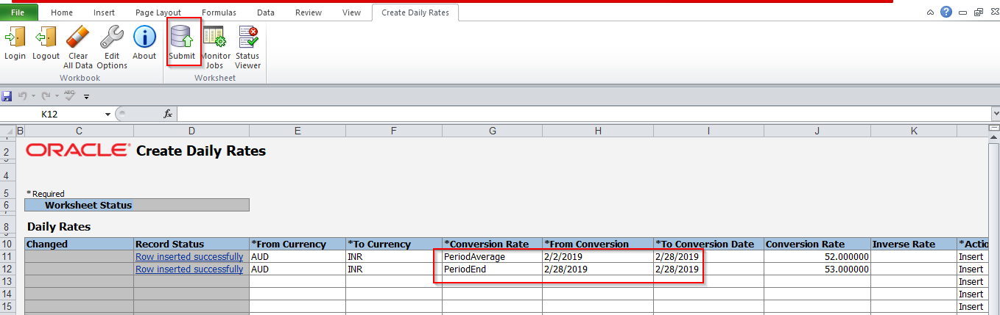 File Home Insert Page Layout Formulas Data Review View Create Daily Rates
Login Logout Clear All Data Edit Options About Submit Monitor Jobs Status Viewer
Workbook Worksheet
ABC
K12 fx
B C D E F G H I J K
2 ORACLE Create Daily Rates
4
5 * Required
6 Worksheet Status
8 Daily Rates
10 Changed Record Status *From Currency *To Currency *Conversion Rate *From Conversion *To Conversion Date Conversion Rate Inverse Rate *Actio
11 Row inserted successfully AUD INR PeriodAverage 2/2/2019 2/28/2019 52.000000 Insert
12 Row inserted successfully AUD INR PeriodEnd 2/28/2019 2/28/2019 53.000000 Insert
13 Insert
14 Insert
15 Insert